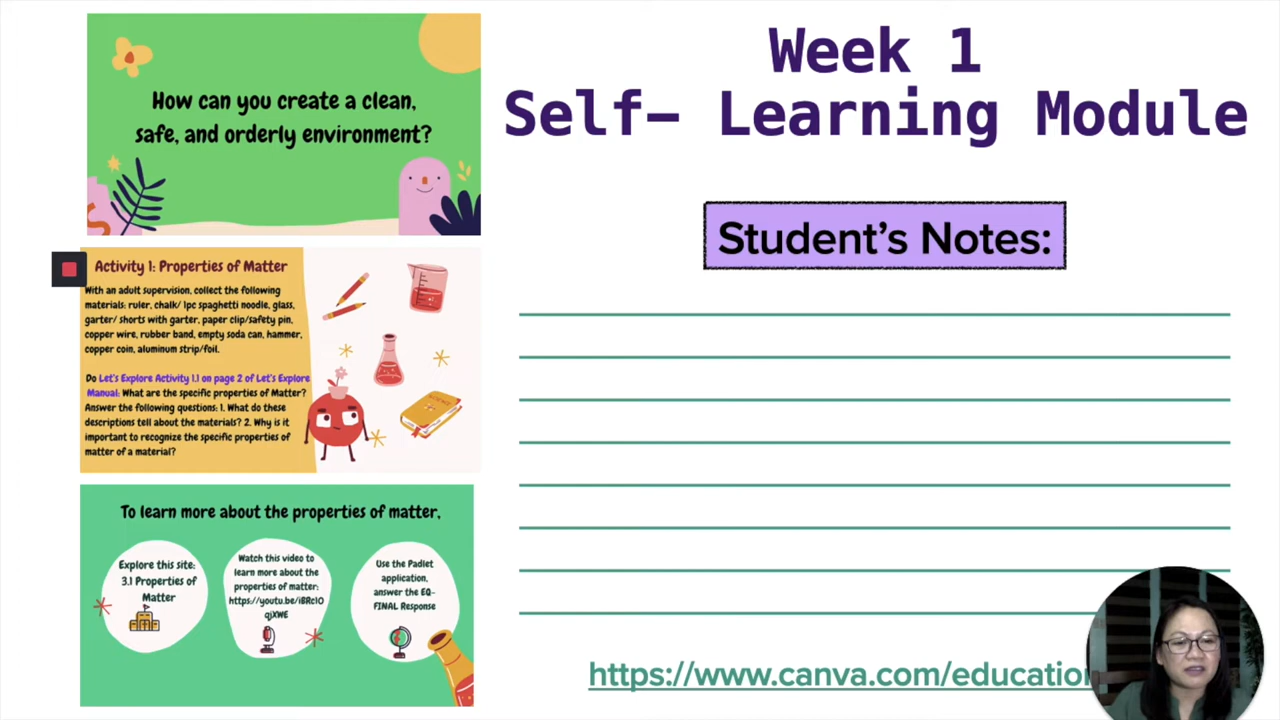 How can you create a clean,
safe, and orderly environment?
Activity 1: Properties of Matter
With an adult supervision, collect the following
materials: ruler, chalk/ 1pc spaghetti noodle, glass,
garter/ shorts with garter, paper clip/safety pin,
copper wire, rubber band, empty soda can, hammer,
copper coin, aluminum strip/foil.
Do Let's Explore Activity 1.1 on page 2 of Let's Explore
Manual: What are the specific properties of Matter?
Answer the following questions: 1. What do these
descriptions tell about the materials? 2. Why is it
important to recognize the specific properties of
matter of a material?
To learn more about the properties of matter,
Explore this site:
3.1 Properties of
Matter
Watch this video to
learn more about the
properties of matter:
https://youtu.be/iBRcIO
qjXWE
Use the Padlet
application,
answer the EQ-
FINAL Response
Week 1
Self- Learning Module
Student's Notes:
https://www.canva.com/education